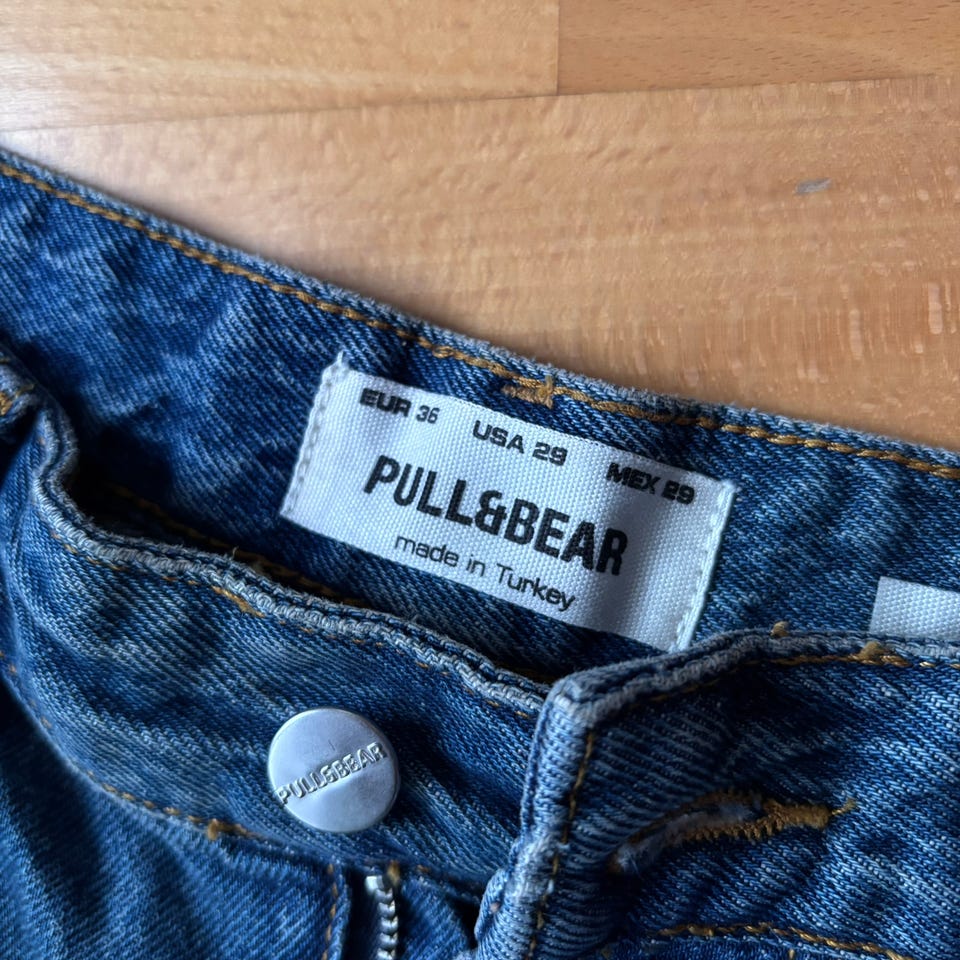 EUR 36 USA 29 MEX 29
PULL&BEAR
made in Turkey
PULL&BEAR